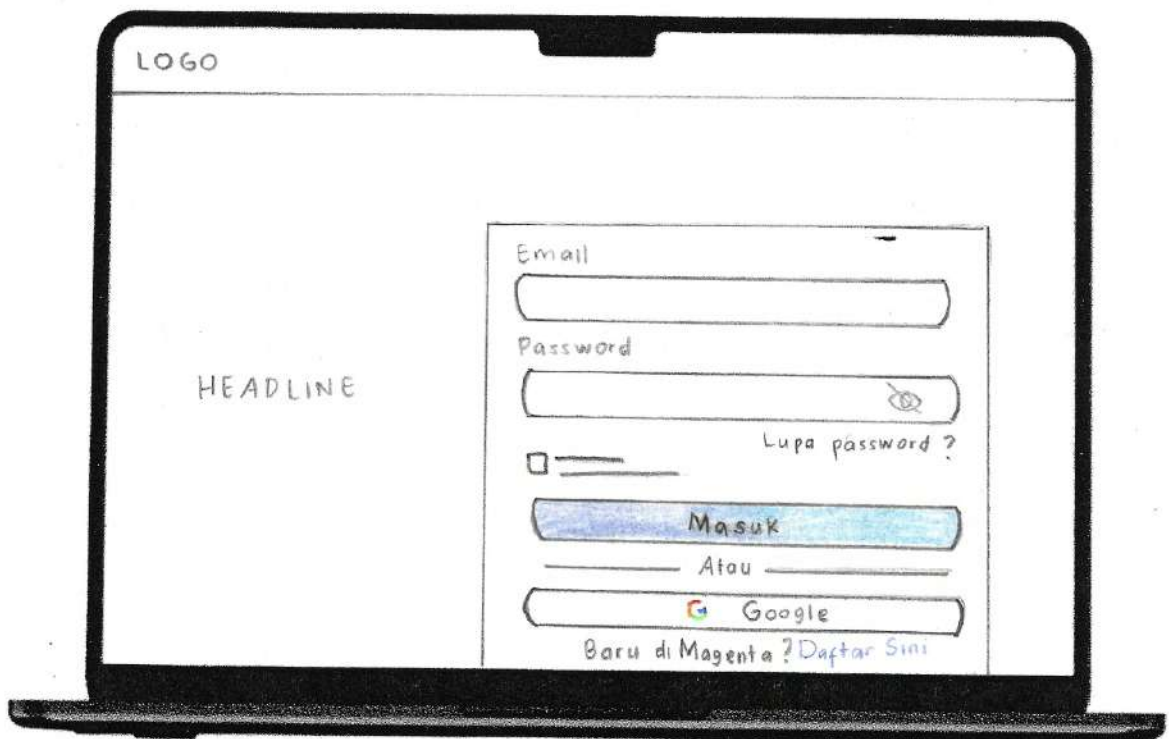 LOGO
HEADLINE
Email
Password
Lupa password ?
Masuk
Atau
G Google
Baru di Magenta ? Daftar Sini